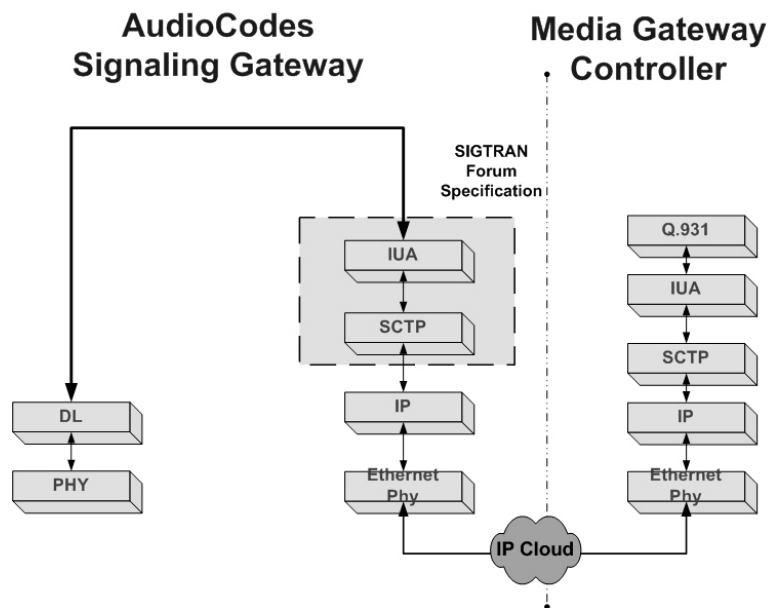 AudioCodes
Signaling Gateway
Media Gateway
Controller
SIGTRAN
Forum
Specification
IUA
SCTP
IP
Ethernet
Phy
DL
PHY
Q.931
IUA
SCTP
IP
Ethernet
Phy
IP Cloud